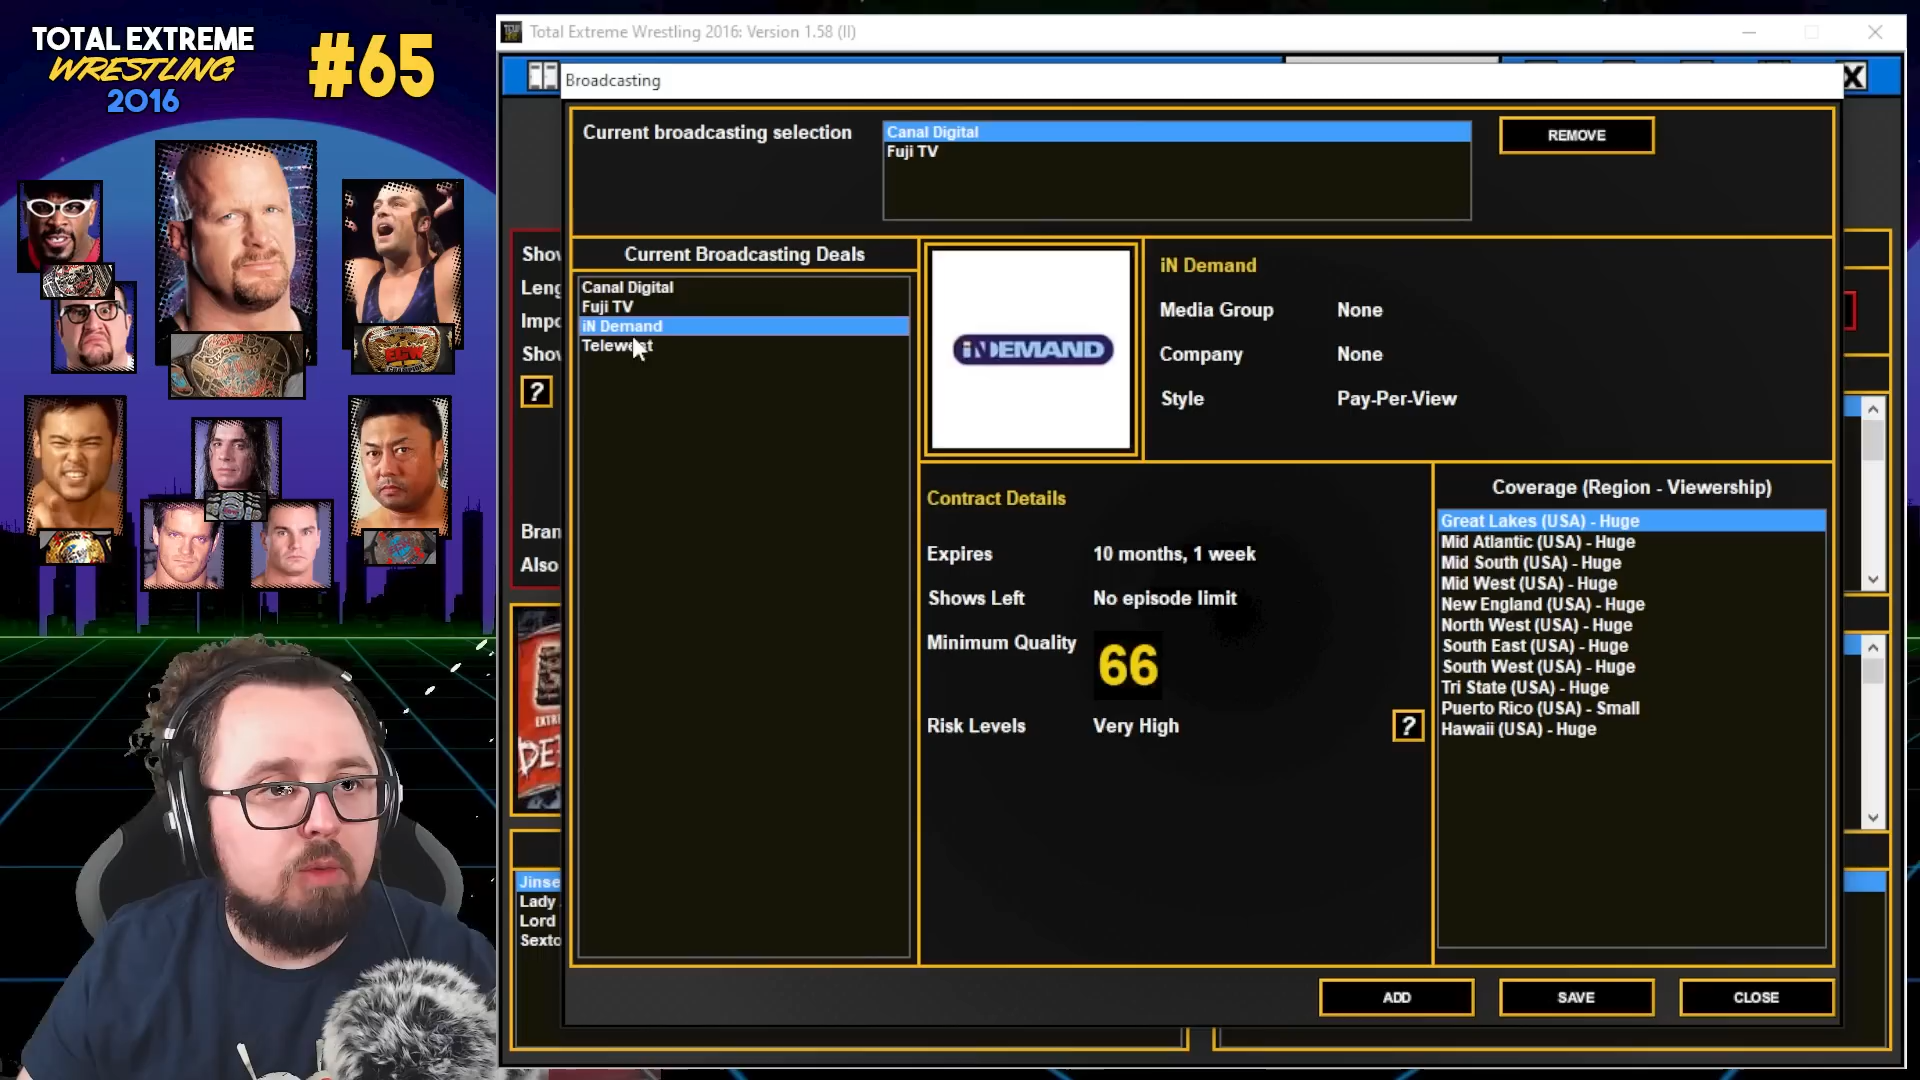 TOTAL EXTREME
WRESTLING
2016
#65
Total Extreme Wrestling 2016: Version 1.58 (II)
Broadcasting
X
Current broadcasting selection
Canal Digital
Fuji TV
REMOVE
Current Broadcasting Deals
Canal Digital
Fuji TV
iN Demand
Telewest
iNDEMAND
iN Demand
Media Group None
Company None
Style Pay-Per-View
Contract Details
Expires 10 months, 1 week
Shows Left No episode limit
Minimum Quality 66
Risk Levels Very High
?
Coverage (Region - Viewership)
Great Lakes (USA) - Huge
Mid Atlantic (USA) - Huge
Mid South (USA) - Huge
Mid West (USA) - Huge
New England (USA) - Huge
North West (USA) - Huge
South East (USA) - Huge
South West (USA) - Huge
Tri State (USA) - Huge
Puerto Rico (USA) - Small
Hawaii (USA) - Huge
ADD
SAVE
CLOSE
?
Also
Lady
Lord
ECW